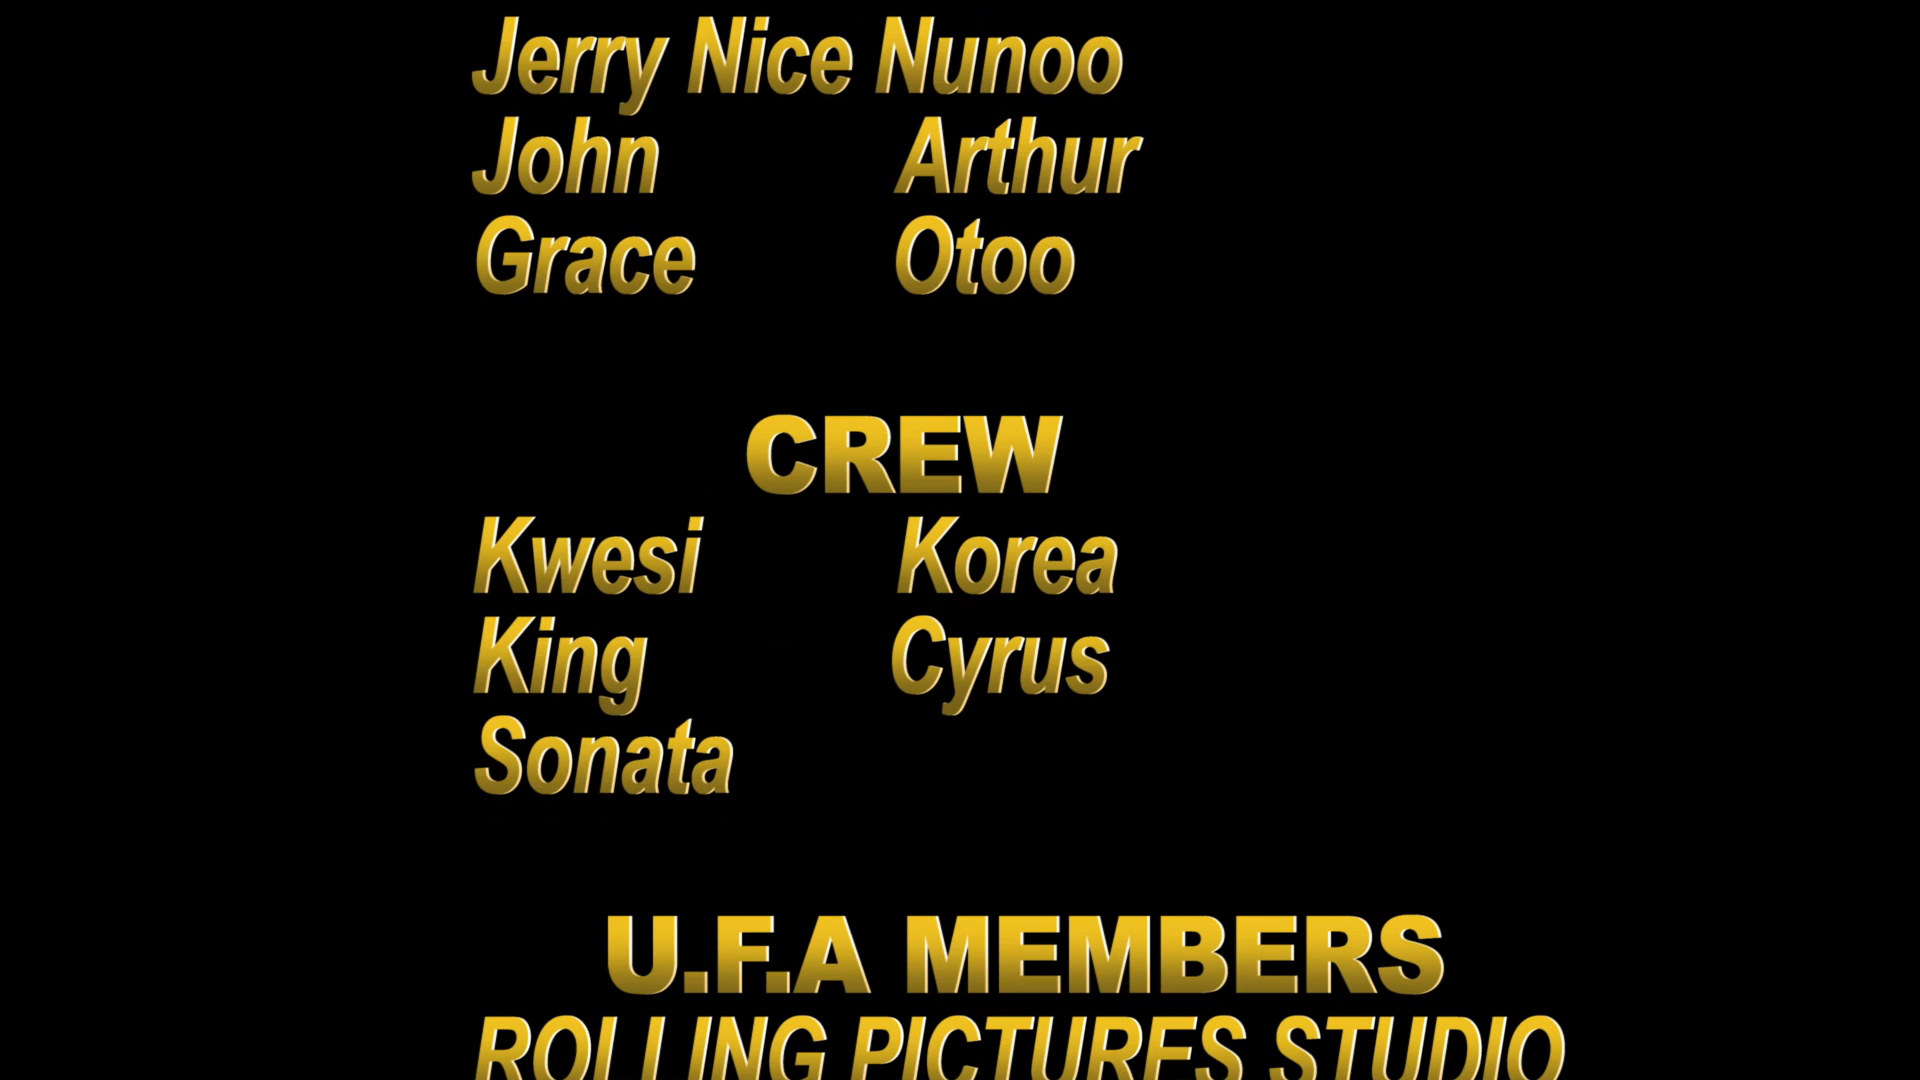 Jerry Nice Nunoo
John Arthur
Grace Otoo
CREW
Kwesi Korea
King Cyrus
Sonata
U.F.A MEMBERS
ROLLING PICTURES STUDIO